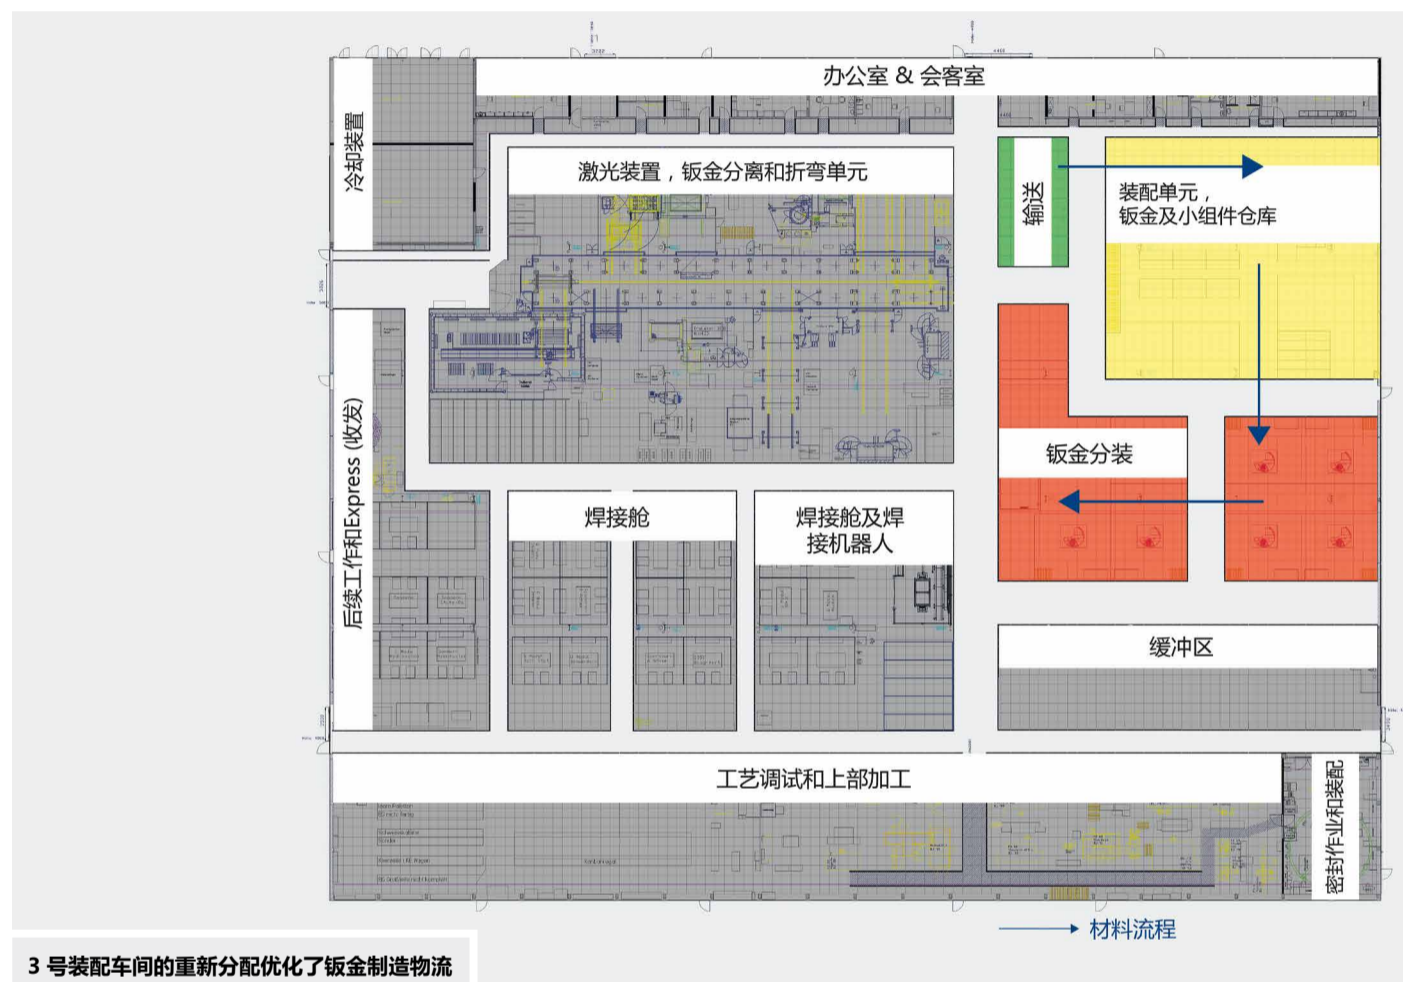 办公室 & 会客室
冷却装置
激光装置，钣金分离和折弯单元
输送
装配单元，
钣金及小组件仓库
后续工作和Express (收发)
钣金分装
焊接舱
焊接舱及焊
接机器人
缓冲区
工艺调试和上部加工
密封作业和装配
材料流程
3 号装配车间的重新分配优化了钣金制造物流